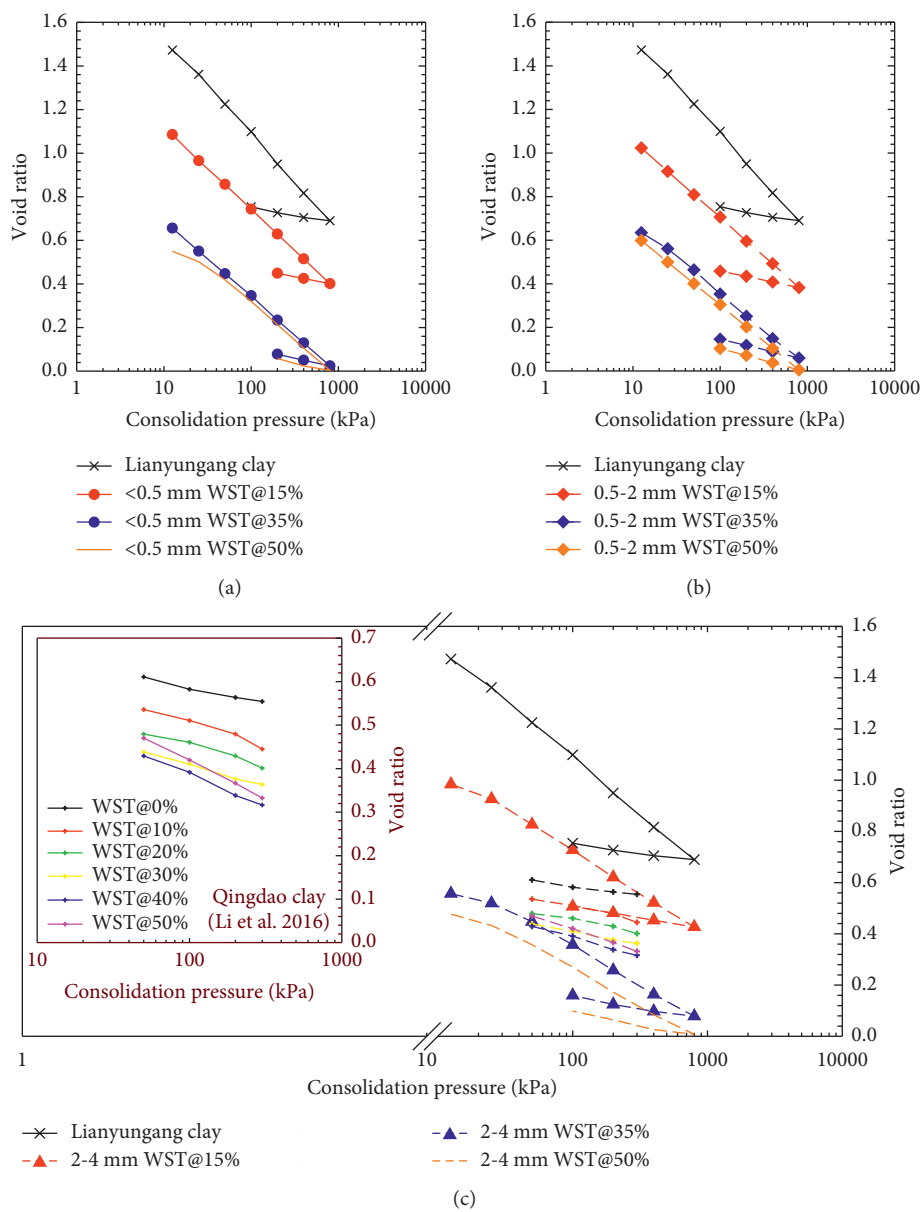 1.6
1.4
1.2
1.0
0.8
0.6
0.4
0.2
0.0
Void ratio
1 10 100 1000 10000
Consolidation pressure (kPa)
Lianyungang clay
<0.5 mm WST@15%
<0.5 mm WST@35%
<0.5 mm WST@50%
(a)
1.6
1.4
1.2
1.0
0.8
0.6
0.4
0.2
0.0
Void ratio
1 10 100 1000 10000
Consolidation pressure (kPa)
Lianyungang clay
0.5-2 mm WST@15%
0.5-2 mm WST@35%
0.5-2 mm WST@50%
(b)
0.7
0.6
0.5
0.4
0.3
0.2
0.1
0.0
Void ratio
WST@0%
WST@10%
WST@20%
WST@30%
WST@40%
WST@50%
Qingdao clay
(Li et al. 2016)
10 100 1000
Consolidation pressure (kPa)
1.6
1.4
1.2
1.0
0.8
0.6
0.4
0.2
0.0
Void ratio
1 10 100 1000 10000
Consolidation pressure (kPa)
Lianyungang clay
2-4 mm WST@15%
2-4 mm WST@35%
2-4 mm WST@50%
(c)